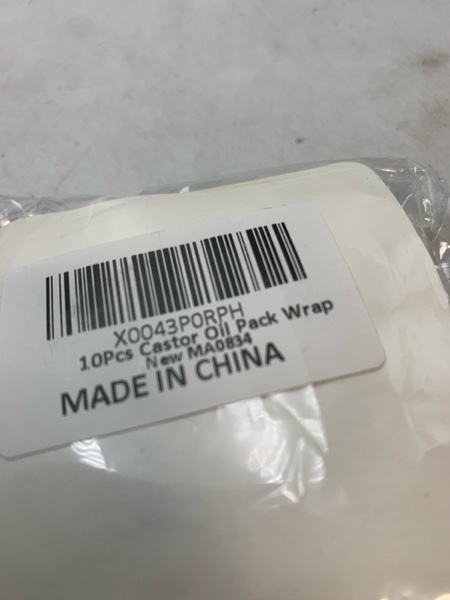 X0043P0RPH
10Pcs Castor Oil Pack Wrap
New MA0834
MADE IN CHINA